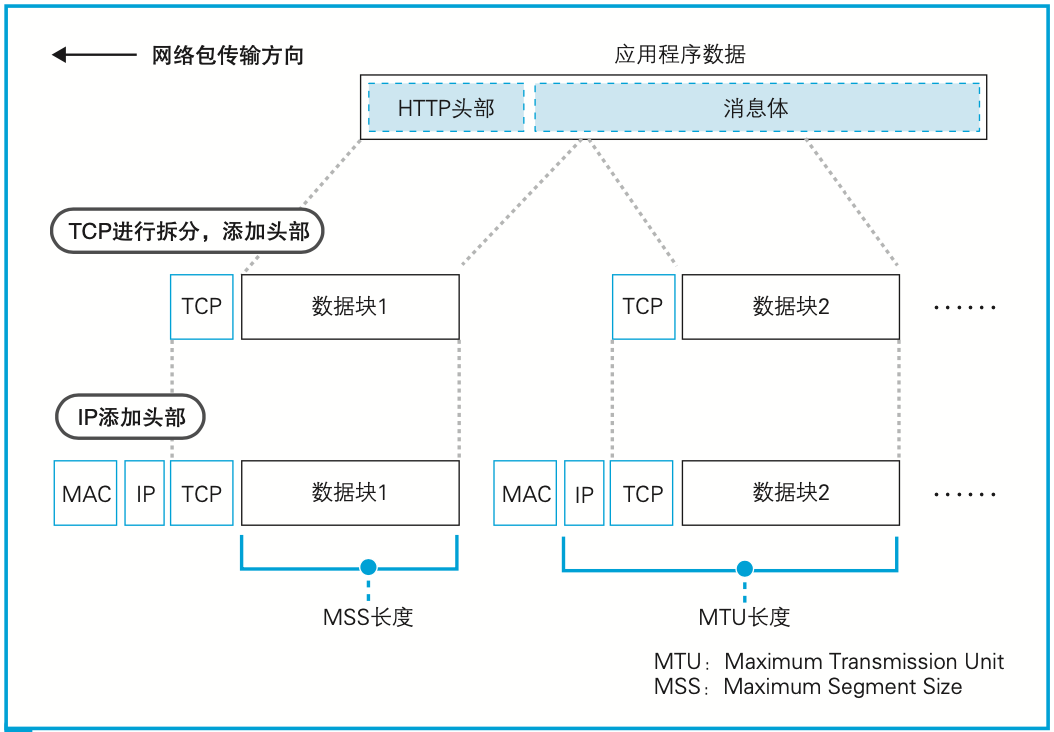 网络包传输方向
应用程序数据
HTTP头部
消息体
TCP进行拆分，添加头部
TCP
数据块1
TCP
数据块2
······
IP添加头部
MAC
IP
TCP
数据块1
MAC
IP
TCP
数据块2
······
MSS长度
MTU长度
MTU：Maximum Transmission Unit
MSS：Maximum Segment Size